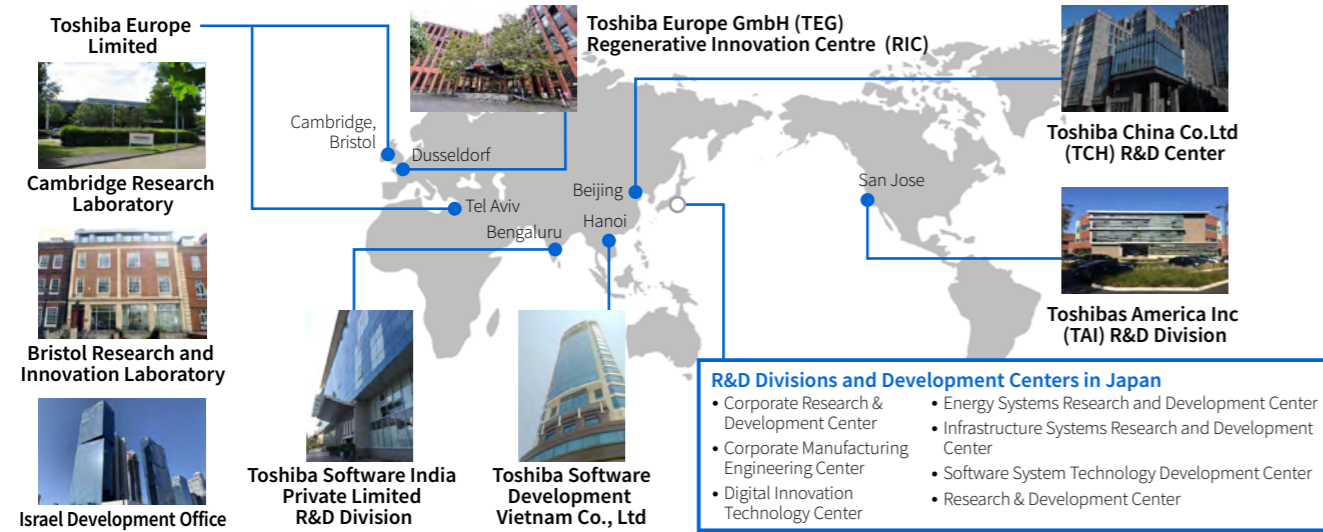 Toshiba Europe
Limited
Cambridge Research
Laboratory
Bristol Research and
Innovation Laboratory
Israel Development Office
Toshiba Europe GmbH (TEG)
Regenerative Innovation Centre (RIC)
Cambridge,
Bristol
Dusseldorf
Tel Aviv
Bengaluru
Beijing
Hanoi
San Jose
Toshiba China Co.Ltd
(TCH) R&D Center
Toshibas America Inc
(TAI) R&D Division
Toshiba Software India
Private Limited
R&D Division
Toshiba Software
Development
Vietnam Co., Ltd
R&D Divisions and Development Centers in Japan
• Corporate Research &
Development Center
• Corporate Manufacturing
Engineering Center
• Digital Innovation
Technology Center
• Energy Systems Research and Development Center
• Infrastructure Systems Research and Development
Center
• Software System Technology Development Center
• Research & Development Center